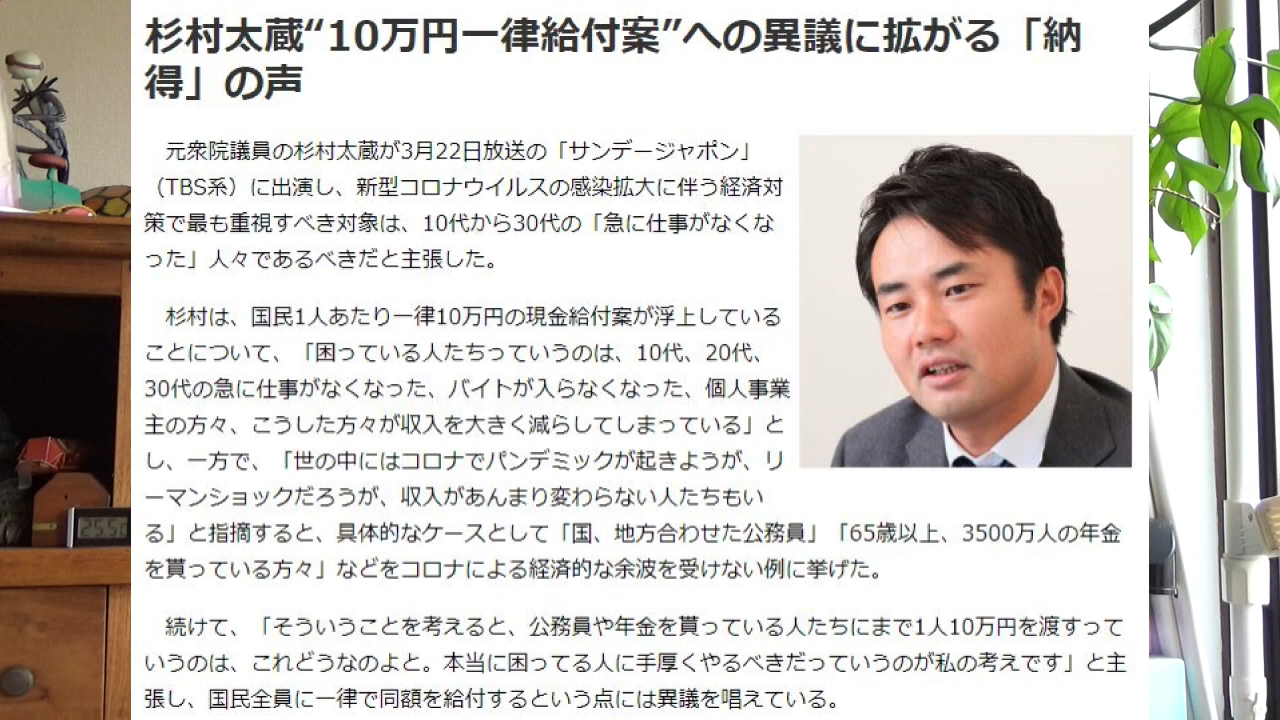 杉村太蔵“10万円一律給付案”への異議に拡がる「納
得」の声
元衆院議員の杉村太蔵が3月22日放送の「サンデージャポン」
（TBS系）に出演し、新型コロナウイルスの感染拡大に伴う経済対
策で最も重視すべき対象は、10代から30代の「急に仕事がなくな
った」人々であるべきだと主張した。
杉村は、国民1人あたり一律10万円の現金給付案が浮上している
ことについて、「困っている人たちっていうのは、10代、20代、
30代の急に仕事がなくなった、バイトが入らなくなった、個人事業
主の方々、こうした方々が収入を大きく減らしてしまっている」と
し、一方で、「世の中にはコロナでパンデミックが起きようが、リ
ーマンショックだろうが、収入があんまり変わらない人たちもい
る」と指摘すると、具体的なケースとして「国、地方合わせた公務員」「65歳以上、3500万人の年金
を貰っている方々」などをコロナによる経済的な余波を受けない例に挙げた。
続けて、「そういうことを考えると、公務員や年金を貰っている人たちにまで1人10万円を渡すって
いうのは、これどうなのよと。本当に困ってる人に手厚くやるべきだっていうのが私の考えです」と主
張し、国民全員に一律で同額を給付するという点には異議を唱えている。